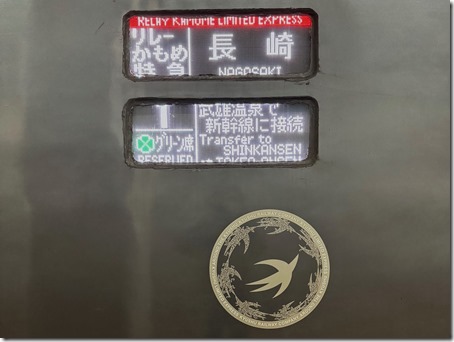 RELAY KAMOME LIMITED EXPRESS
リレー
かもめ
特急
長崎
NAGASAKI
1
グリーン席
RESERVED
武雄温泉で
新幹線に接続
Transfer to
SHINKANSEN
at TAKEO-ONSEN